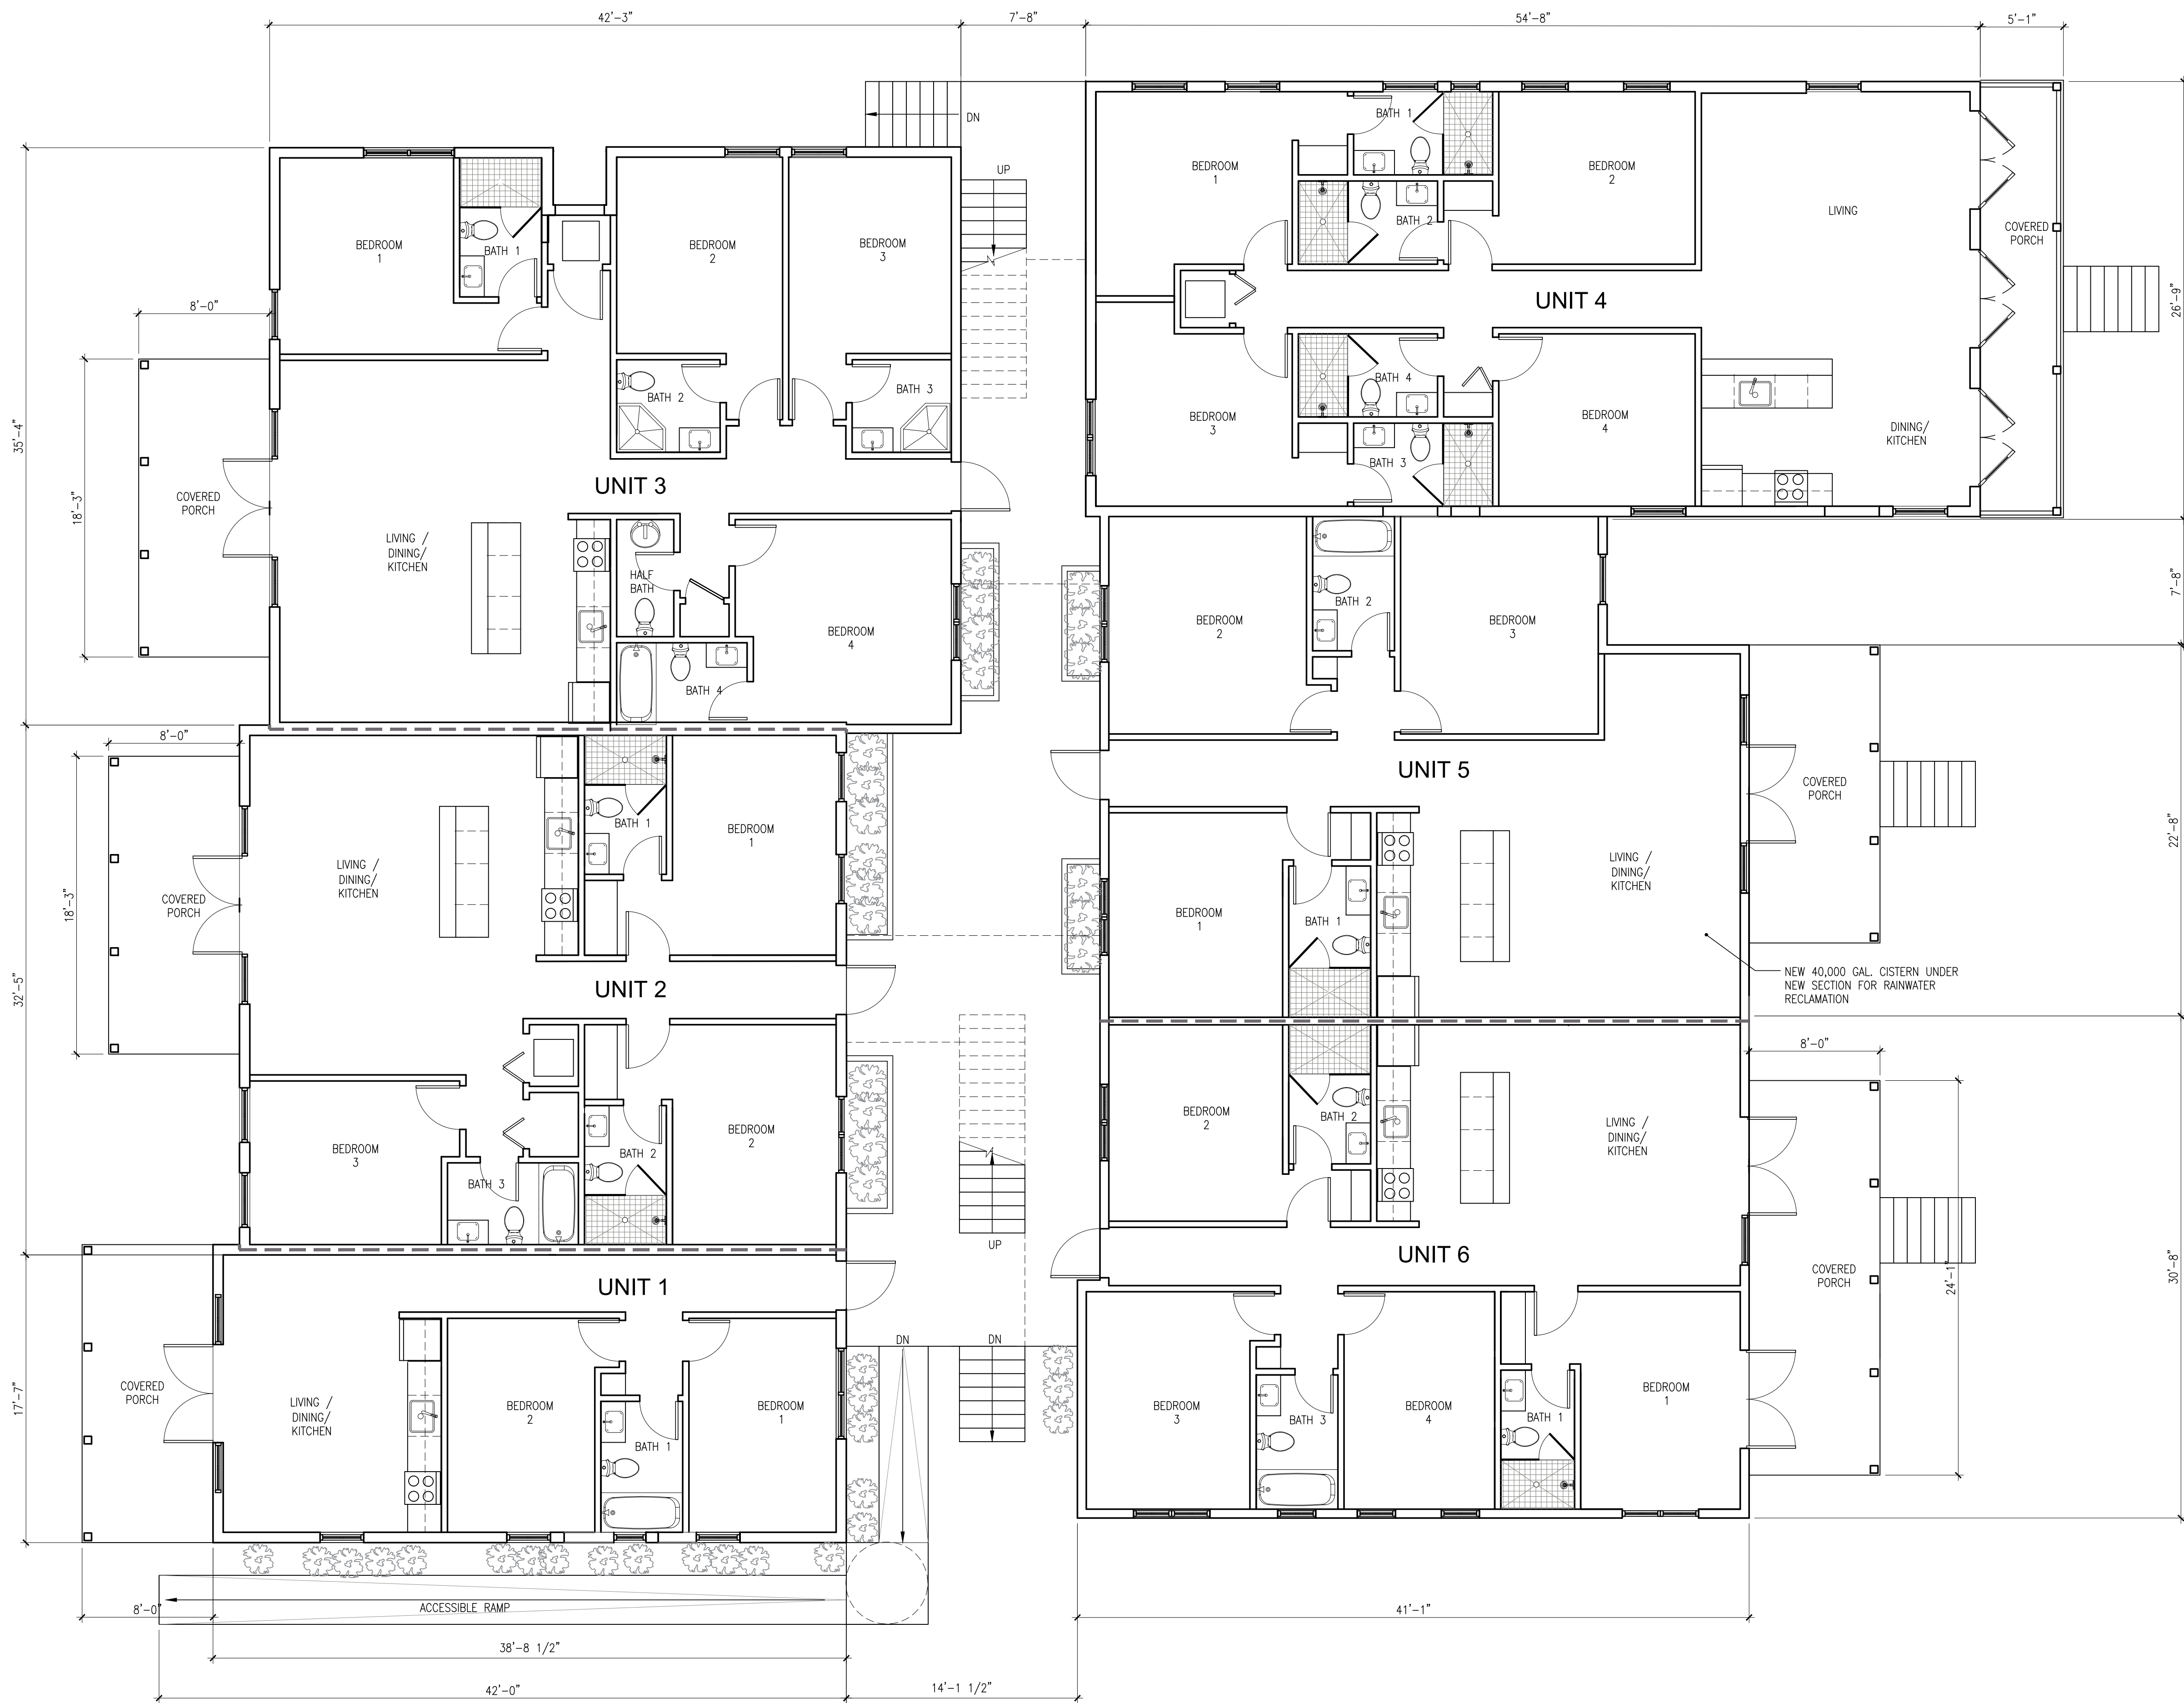 42'-3"
7'-8"
54'-8"
5'-1"
DN
UP
BEDROOM
1
BATH 1
BEDROOM
2
BEDROOM
3
8'-0"
35'-4"
18'-3"
COVERED
PORCH
BATH 2
BATH 3
UNIT 3
LIVING /
DINING/
KITCHEN
HALF
BATH
BEDROOM
4
BATH 4
BEDROOM
1
BATH 1
BEDROOM
2
BATH 2
LIVING
COVERED
PORCH
UNIT 4
26'-9"
BEDROOM
3
BATH 4
BATH 3
BEDROOM
4
DINING/
KITCHEN
7'-8"
8'-0"
32'-5"
18'-3"
COVERED
PORCH
LIVING /
DINING/
KITCHEN
BATH 1
BEDROOM
1
UNIT 2
BEDROOM
3
BATH 3
BATH 2
BEDROOM
2
BEDROOM
2
BATH 2
BEDROOM
3
UNIT 5
COVERED
PORCH
22'-8"
BEDROOM
1
BATH 1
LIVING /
DINING/
KITCHEN
NEW 40,000 GAL. CISTERN UNDER
NEW SECTION FOR RAINWATER
RECLAMATION
8'-0"
BEDROOM
2
BATH 2
LIVING /
DINING/
KITCHEN
UP
UNIT 6
COVERED
PORCH
24'-1"
30'-8"
UNIT 1
17'-7"
COVERED
PORCH
LIVING /
DINING/
KITCHEN
BEDROOM
2
BATH 1
BEDROOM
1
DN
DN
BEDROOM
3
BATH 3
BEDROOM
4
BATH 1
BEDROOM
1
8'-0"
ACCESSIBLE RAMP
41'-1"
38'-8 1/2"
42'-0"
14'-1 1/2"